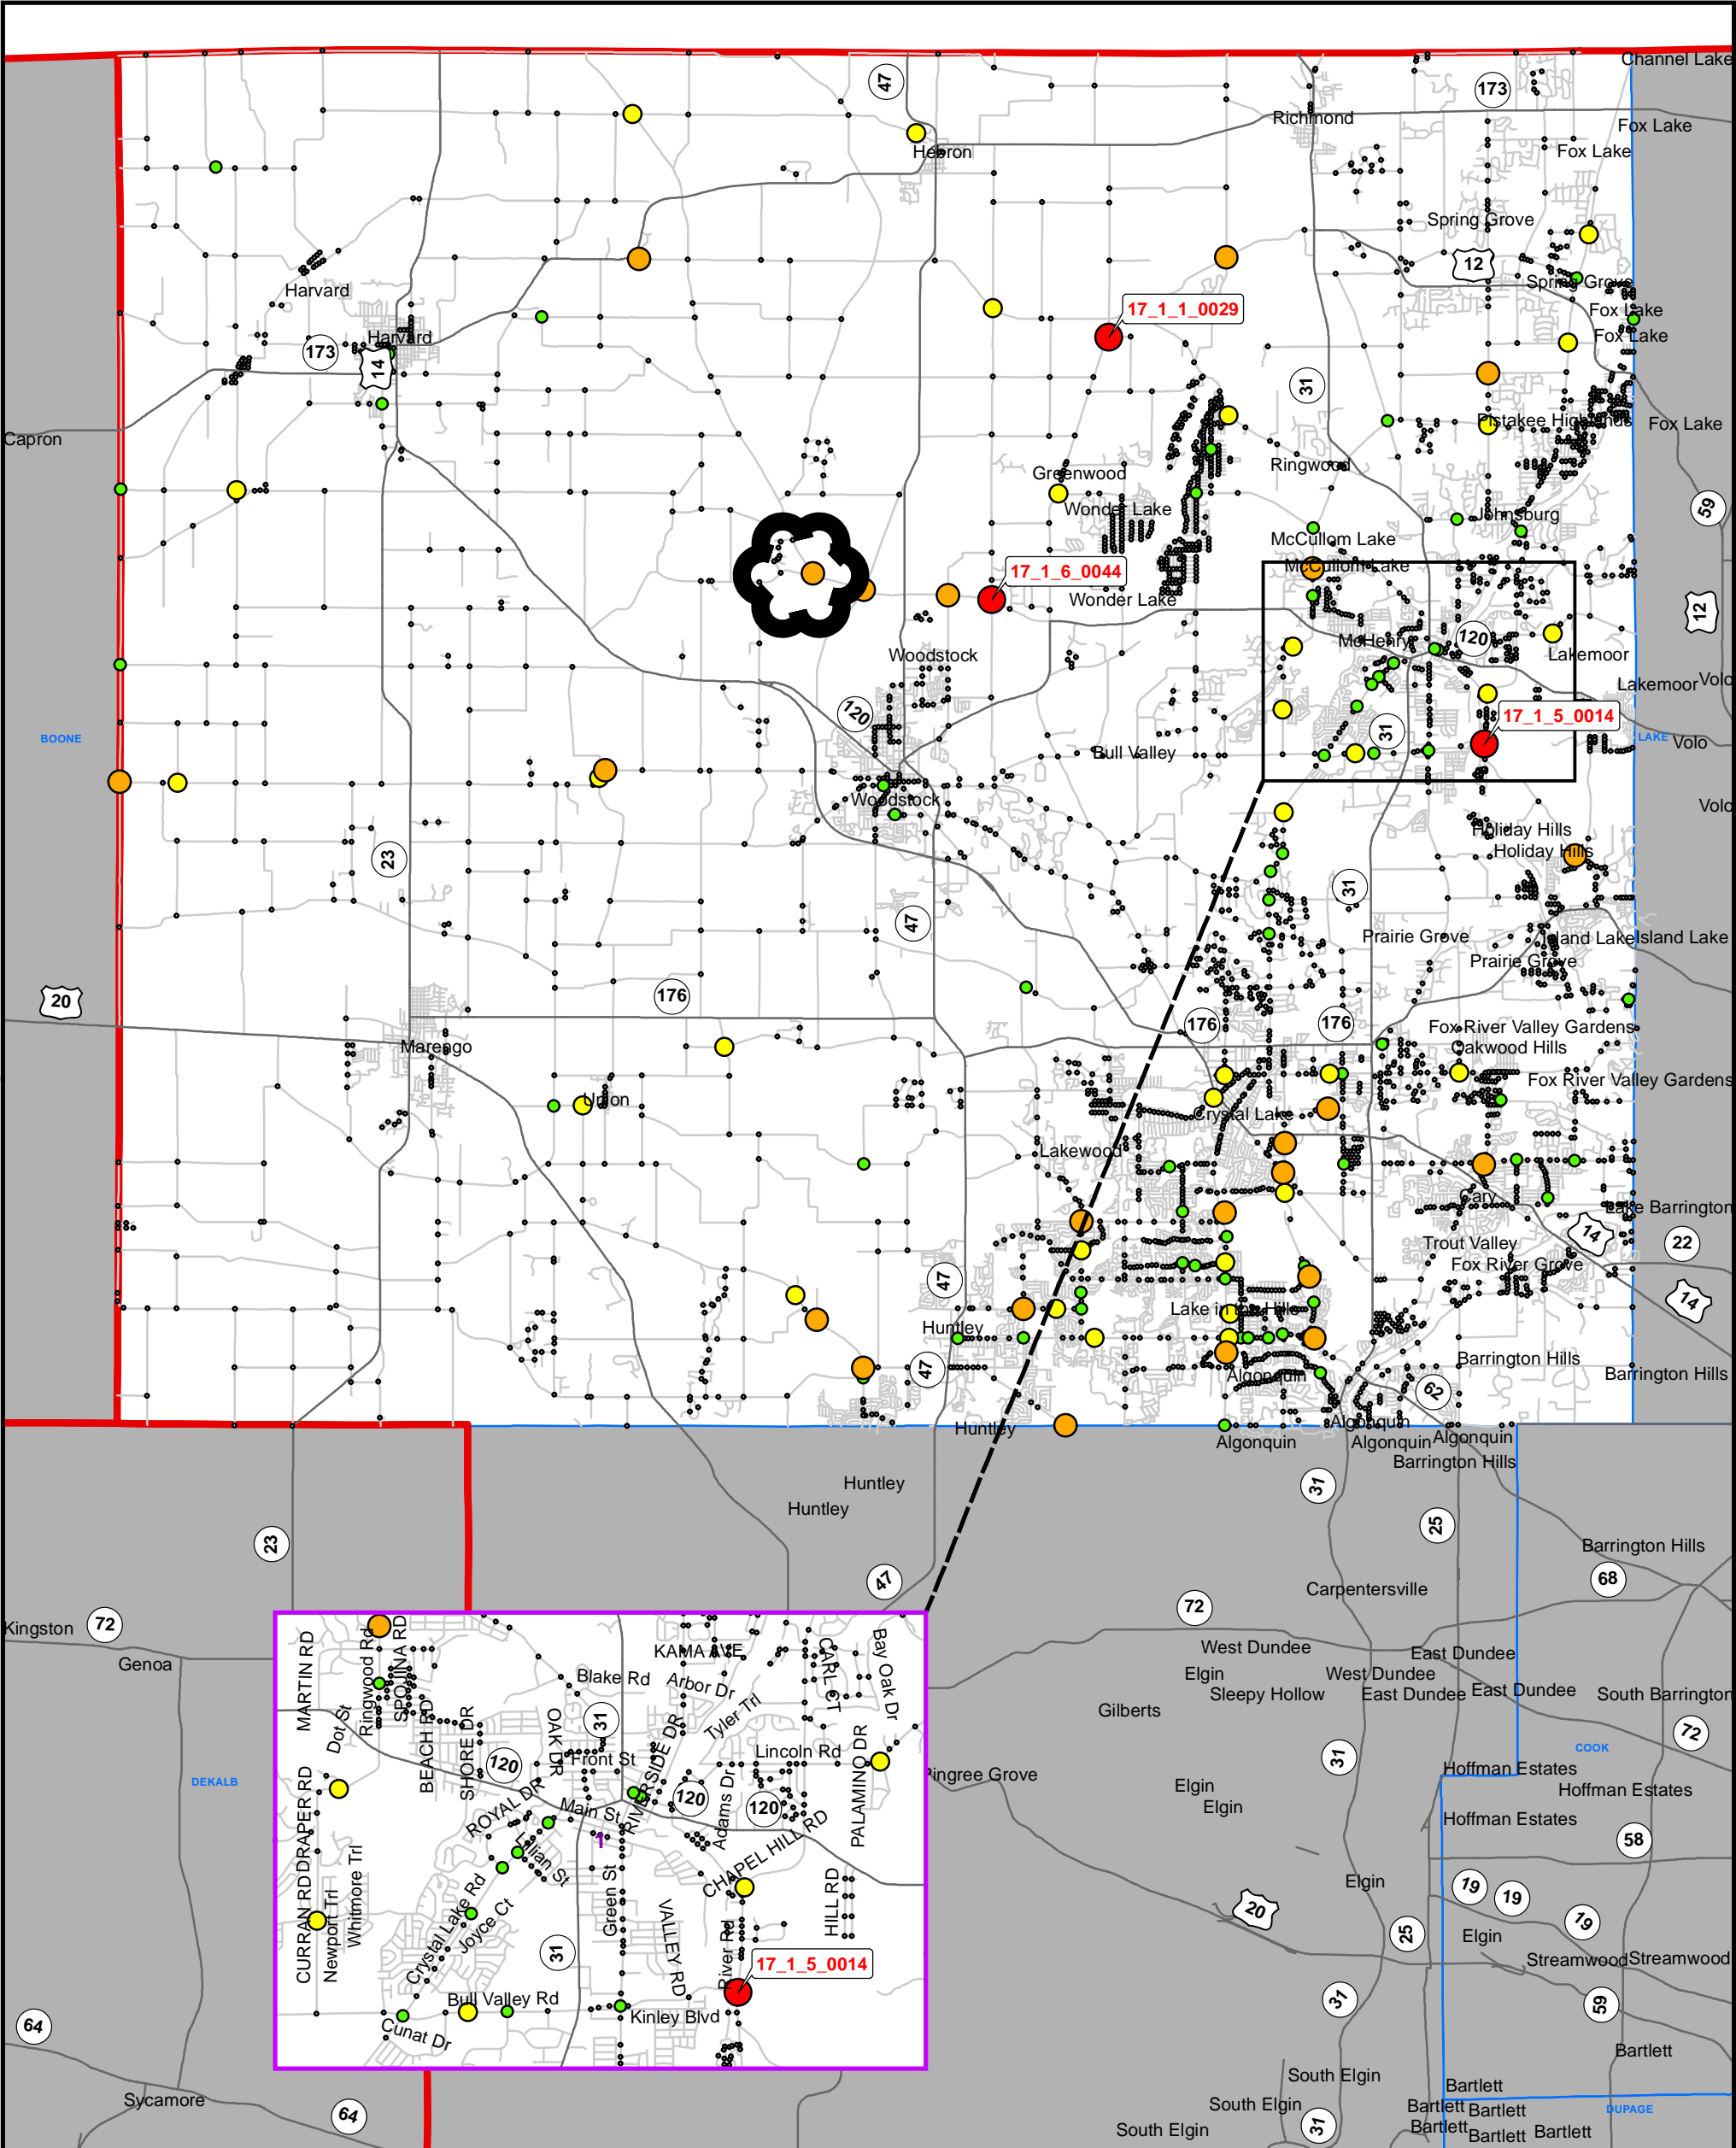 Channel Lake
47
173
Richmond
Fox Lake
Hebron
Fox Lake
Spring Grove
12
Spring Grove
Harvard
17_1_1_0029
Fox Lake
Harvard
Fox Lake
173
14
31
Pistakee Highlands
Fox Lake
Capron
Ringwood
Greenwood
Wonder Lake
59
Johnsburg
McCullom Lake
McCullom Lake
17_1_6_0044
Wonder Lake
12
McHenry
120
Woodstock
Lakemoor
Lakemoor
Volo
120
17_1_5_0014
31
BOONE
LAKE
Volo
Bull Valley
Woodstock
Volo
Holiday Hills
Holiday Hills
23
31
47
Prairie Grove
Island Lake
Island Lake
Prairie Grove
20
176
176
176
Fox River Valley Gardens
Marengo
Oakwood Hills
Fox River Valley Gardens
Union
Crystal Lake
Lakewood
Cary
Lake Barrington
14
Trout Valley
22
Fox River Grove
47
14
Lake in the Hills
Huntley
Barrington Hills
47
Algonquin
Barrington Hills
62
Huntley
Algonquin
Algonquin
Algonquin
Algonquin
Barrington Hills
Huntley
31
Huntley
25
23
Barrington Hills
47
68
Carpentersville
72
Kingston
72
West Dundee
East Dundee
Genoa
Elgin
West Dundee
Sleepy Hollow
East Dundee
East Dundee
South Barrington
Gilberts
72
31
COOK
Hoffman Estates
Pingree Grove
DEKALB
Elgin
Hoffman Estates
Elgin
Hoffman Estates
58
Elgin
19
19
20
19
25
Elgin
Streamwood
Streamwood
31
59
64
Bartlett
South Elgin
Bartlett
Sycamore
South Elgin
Bartlett
Bartlett
DUPAGE
64
31
South Elgin
Bartlett
Bartlett
Bartlett
MARTIN RD
Ringwood Rd
SPOJINA RD
KAMA AVE
CARL CT
Bay Oak Dr
Blake Rd
Arbor Dr
Dot St
BEACH RD
SHORE DR
OAK DR
31
Tyler Trl
RIVERSIDE DR
Lincoln Rd
PALAMINO DR
Front St
120
120
120
Adams Dr
DRAPER RD
ROYAL DR
Main St
1
CHAPEL HILL RD
Lillian St
Whitmore Trl
CURRAN RD
Newport Trl
Crystal Lake Rd
Joyce Ct
Green St
VALLEY RD
River Rd
HILL RD
31
17_1_5_0014
Bull Valley Rd
Kinley Blvd
Cunat Dr